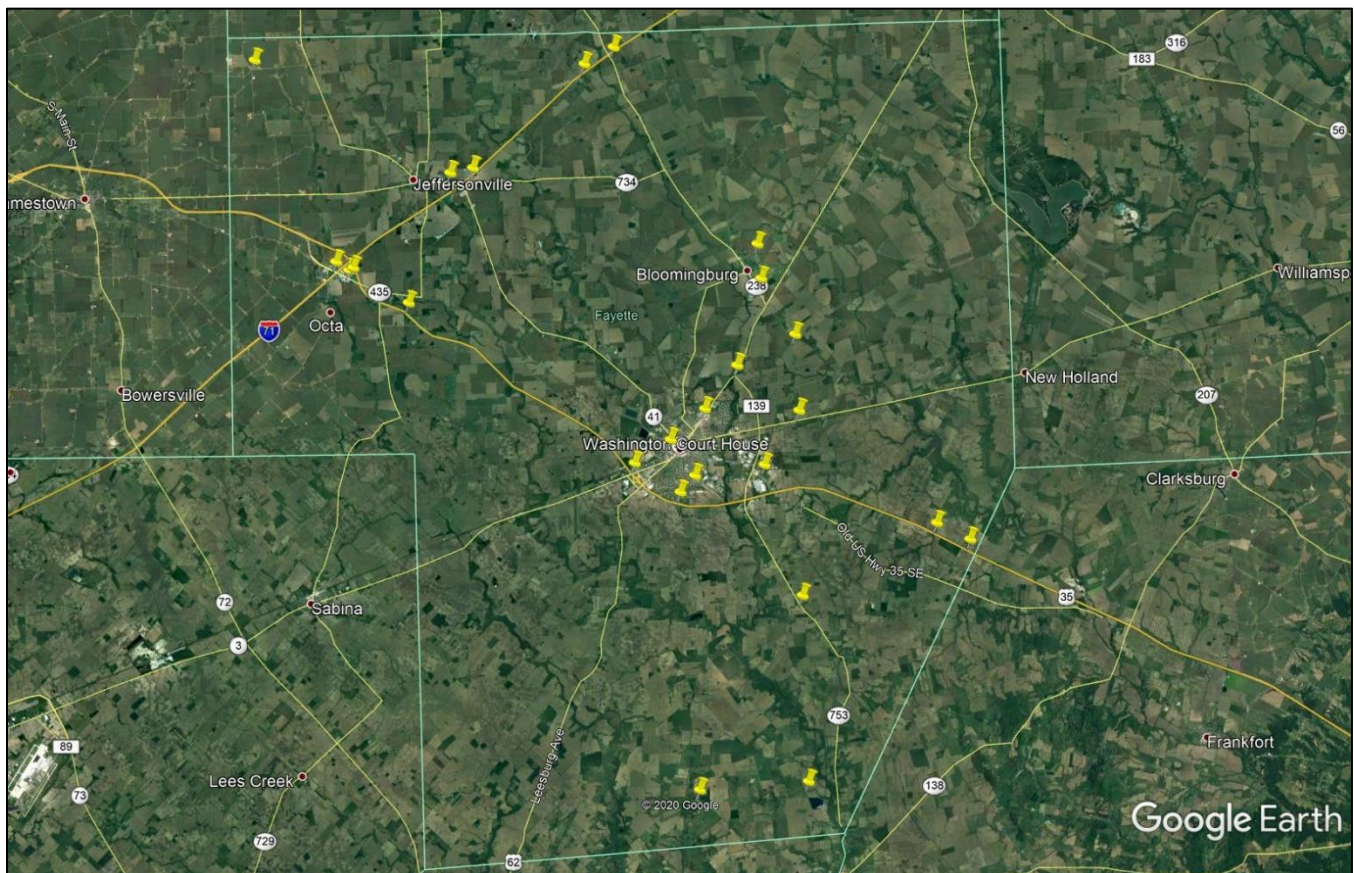 316
183
S Main St
56
Jeffersonville
734
amestown
Bloomingburg
Williamsp
238
435
Fayette
Octa
71
New Holland
Bowersville
207
139
41
Washington Court House
Clarksburg
Old US Hwy 35 SE
72
Sabina
35
3
753
89
Leesburg Ave
Frankfort
Lees Creek
138
73
© 2020 Google
Google Earth
729
62